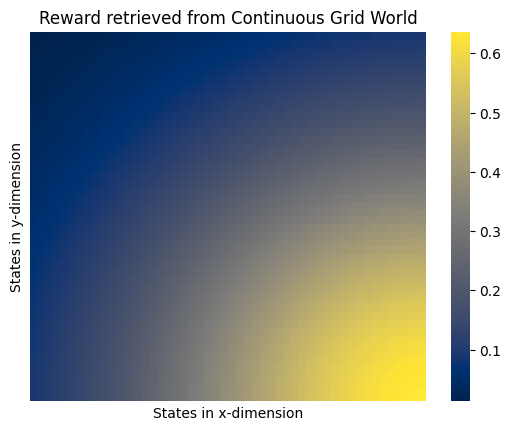 Reward retrieved from Continuous Grid World
States in y-dimension
0.6
0.5
0.4
0.3
0.2
0.1
States in x-dimension